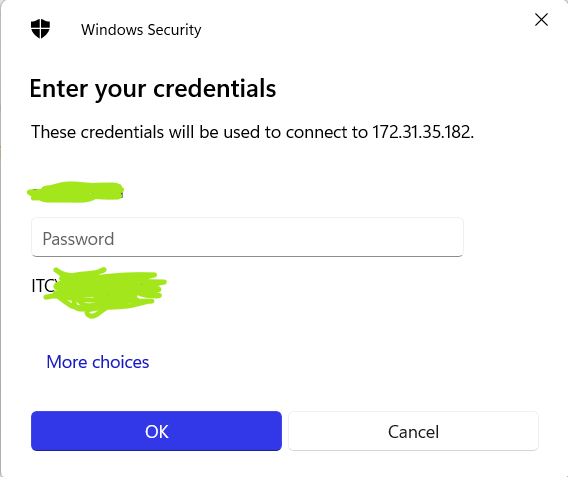 Windows Security
Enter your credentials
These credentials will be used to connect to 172.31.35.182.
Password
ITC
More choices
OK
Cancel